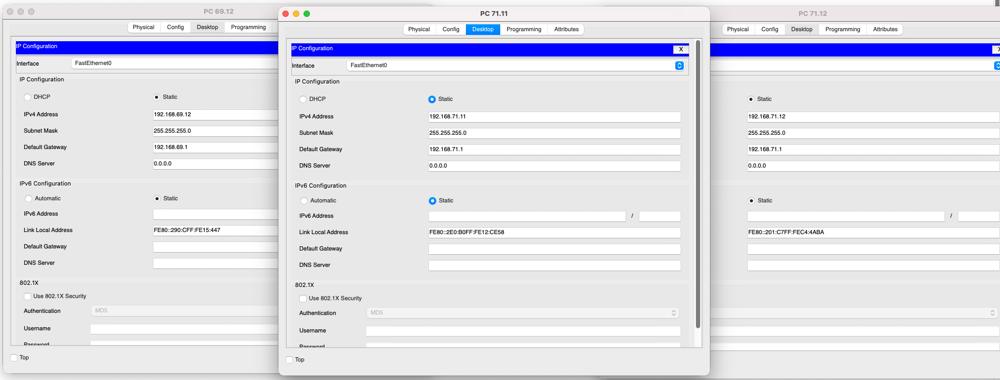 PC 69.12
Physical Config Desktop Programming
IP Configuration
Interface FastEthernet0
IP Configuration
DHCP Static
IPv4 Address 192.168.69.12
Subnet Mask 255.255.255.0
Default Gateway 192.168.69.1
DNS Server 0.0.0.0
IPv6 Configuration
Automatic Static
IPv6 Address
Link Local Address FE80::290:CFF:FE15:447
Default Gateway
DNS Server
802.1X
Use 802.1X Security
Authentication MD5
Username
Password
Top
PC 71.11
Physical Config Desktop Programming Attributes
IP Configuration X
Interface FastEthernet0
IP Configuration
DHCP Static
IPv4 Address 192.168.71.11
Subnet Mask 255.255.255.0
Default Gateway 192.168.71.1
DNS Server 0.0.0.0
IPv6 Configuration
Automatic Static
IPv6 Address /
Link Local Address FE80::2E0:B0FF:FE12:CE58
Default Gateway
DNS Server
802.1X
Use 802.1X Security
Authentication MD5
Username
Password
Top
PC 71.12
Physical Config Desktop Programming Attributes
X
Static
192.168.71.12
255.255.255.0
192.168.71.1
0.0.0.0
Static
/
FE80::201:C7FF:FEC4:4ABA